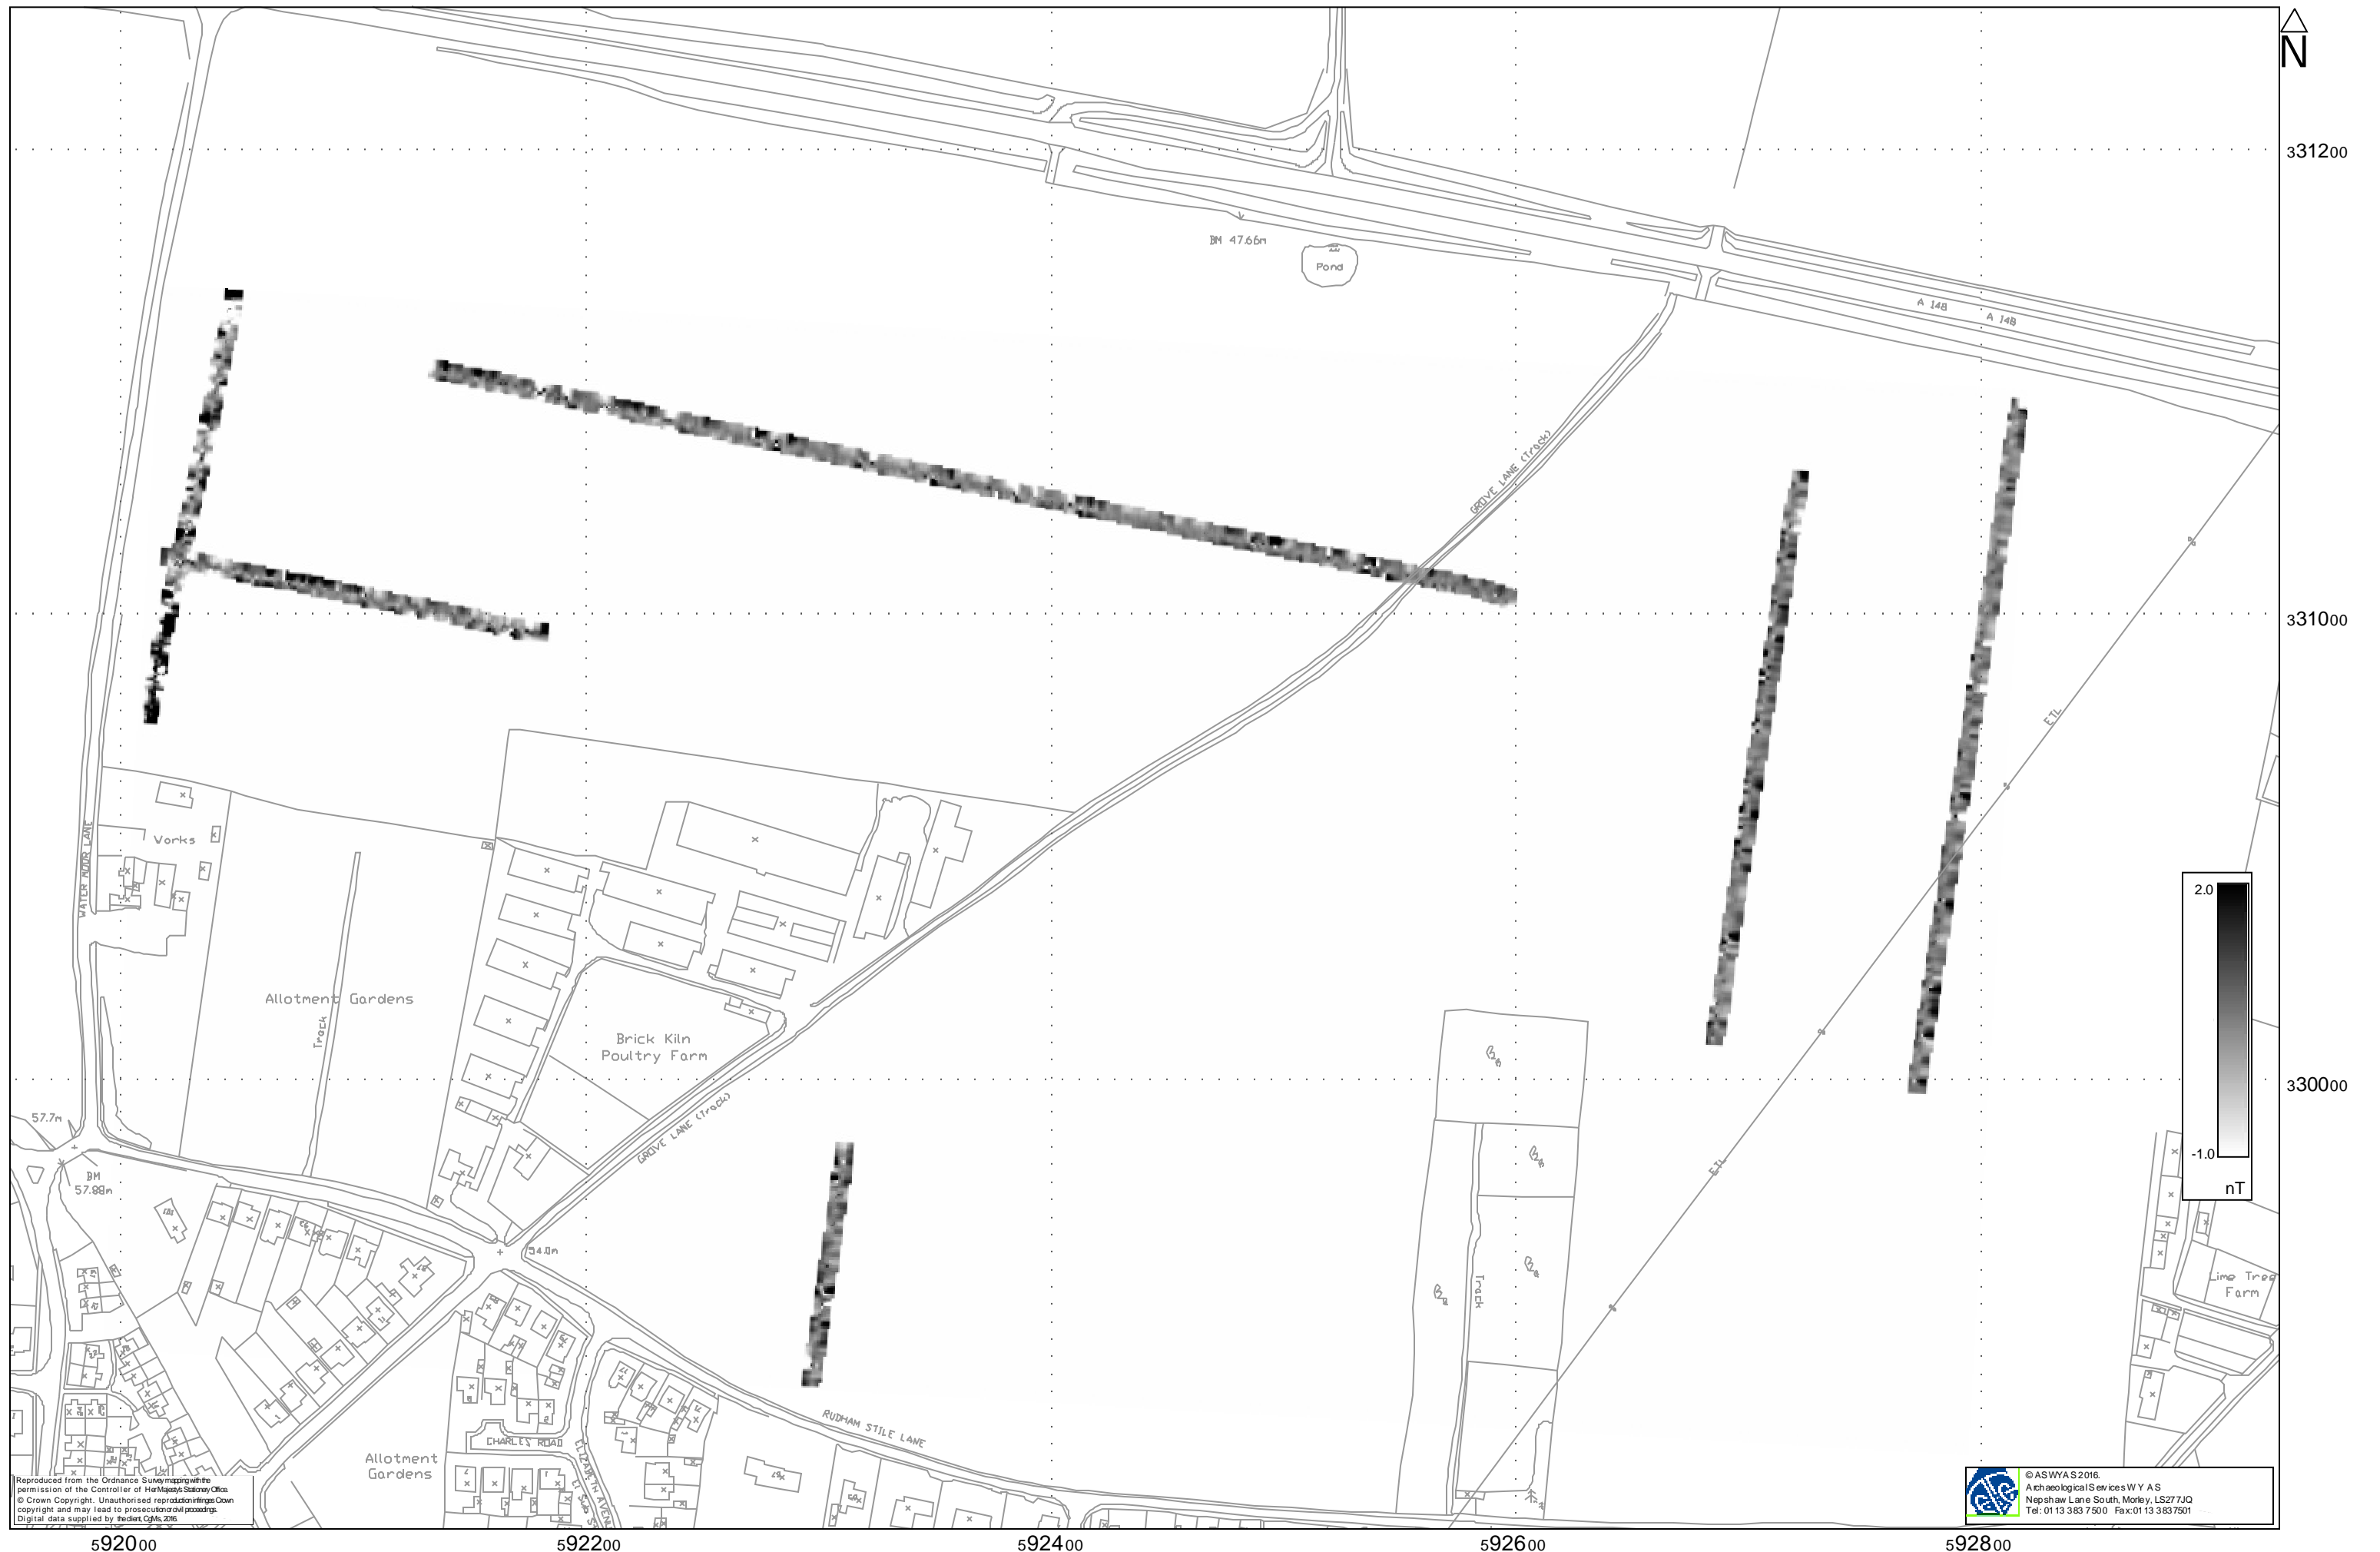 N
331200
BM 47.66m
Pond
A 148
A 148
GROVE LANE (Track)
331000
ETL
WATER MOOR LANE
Works
2.0
Allotment Gardens
Track
Brick Kiln
Poultry Farm
330000
GROVE LANE (Track)
57.7m
BM
57.88m
-1.0
nT
ETL
54.0m
Track
Lime Tree
Farm
RUDHAM STILE LANE
CHARLES ROAD
ELIZABETH AVENUE
Allotment
Gardens
Reproduced from the Ordnance Survey mapping with the
permission of the Controller of Her Majesty's Stationery Office.
© Crown Copyright. Unauthorised reproduction infringes Crown
copyright and may lead to prosecution or civil proceedings.
Digital data supplied by the client, CgMs, 2016.
© ASWYAS 2016.
Archaeological Services W Y A S
Nepshaw Lane South, Morley, LS27 7JQ
Tel: 0113 383 7500 Fax: 0113 3837501
592000
592200
592400
592600
592800